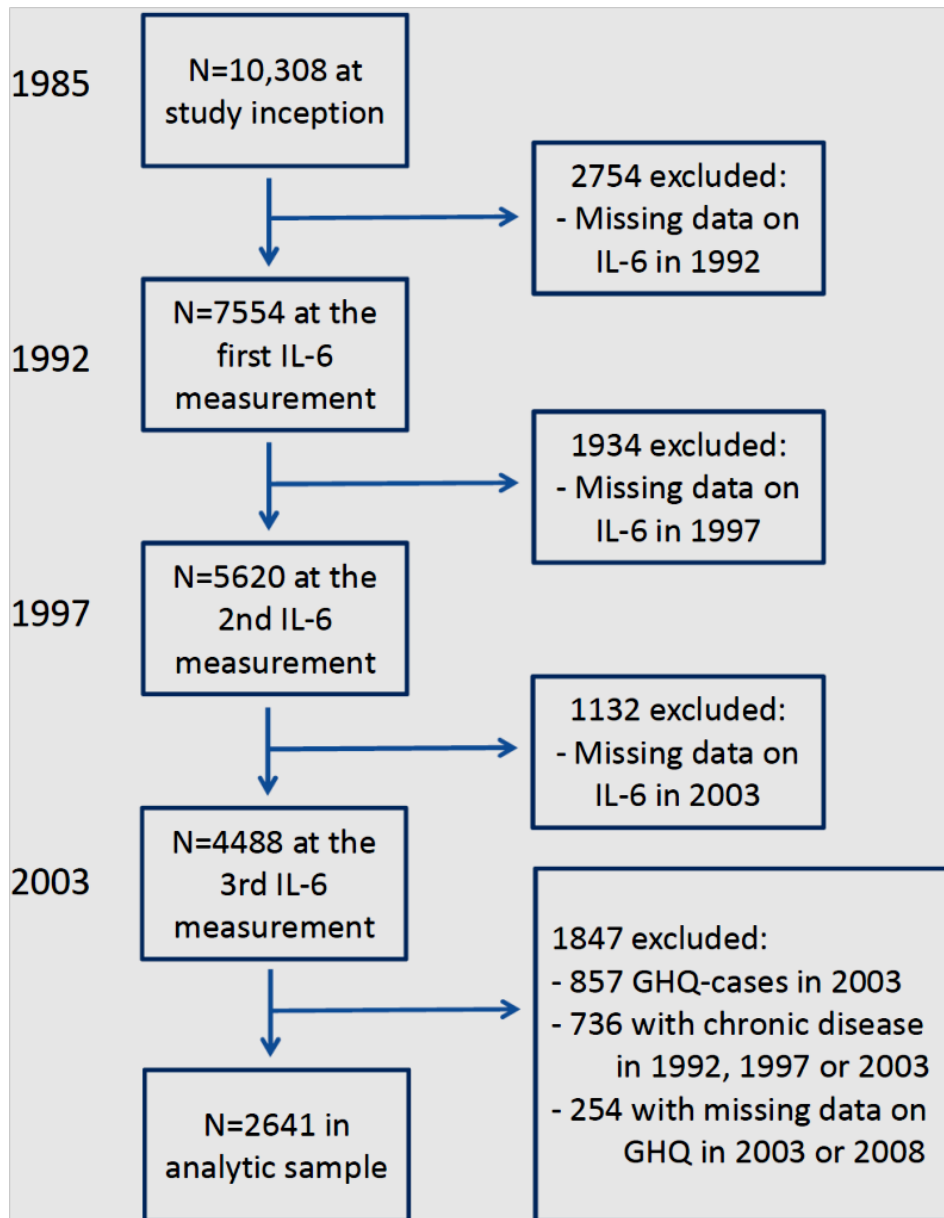 1985
N=10,308 at
study inception
2754 excluded:
- Missing data on
IL-6 in 1992
1992
N=7554 at the
first IL-6
measurement
1934 excluded:
- Missing data on
IL-6 in 1997
1997
N=5620 at the
2nd IL-6
measurement
1132 excluded:
- Missing data on
IL-6 in 2003
2003
N=4488 at the
3rd IL-6
measurement
1847 excluded:
- 857 GHQ-cases in 2003
- 736 with chronic disease
in 1992, 1997 or 2003
- 254 with missing data on
GHQ in 2003 or 2008
N=2641 in
analytic sample